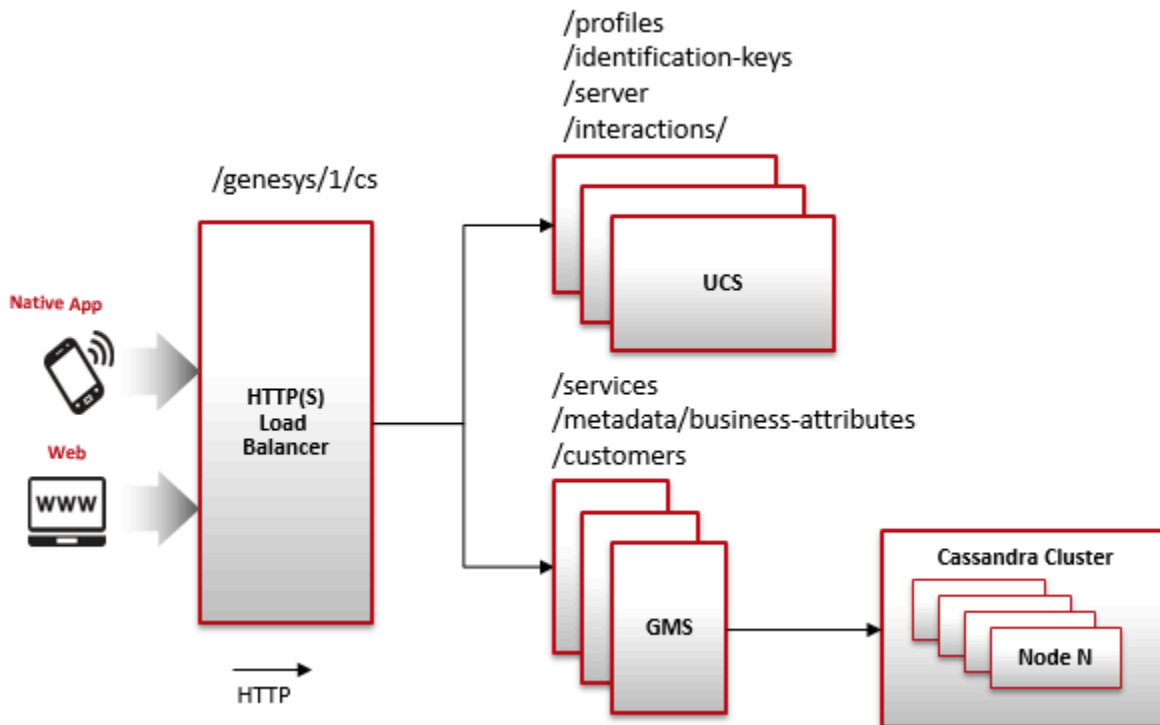 /profiles
/identification-keys
/server
/interactions/
/genesys/1/cs
Native App
Web
WWW
HTTP(S)
Load
Balancer
UCS
/services
/metadata/business-attributes
/customers
GMS
Cassandra Cluster
Node N
HTTP